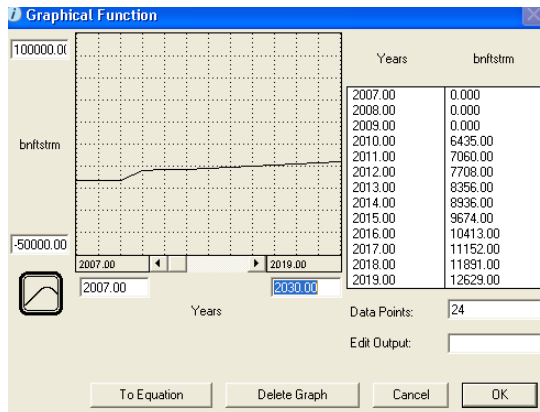 Graphical Function
100000.0(
Years bnftstrm
2007.00 0.000
2008.00 0.000
2009.00 0.000
2010.00 6435.00
2011.00 7060.00
2012.00 7708.00
2013.00 8356.00
2014.00 8936.00
2015.00 9674.00
2016.00 10413.00
2017.00 11152.00
2018.00 11891.00
2019.00 12629.00
bnftstrm
-50000.00
2007.00 2019.00
2007.00 2030.00
Years
Data Points: 24
Edit Output:
To Equation Delete Graph Cancel OK